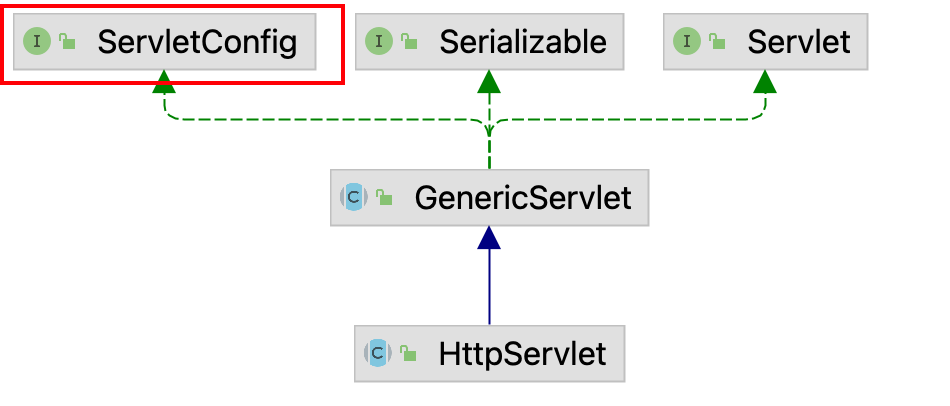 I ServletConfig
I Serializable
I Servlet
C GenericServlet
C HttpServlet